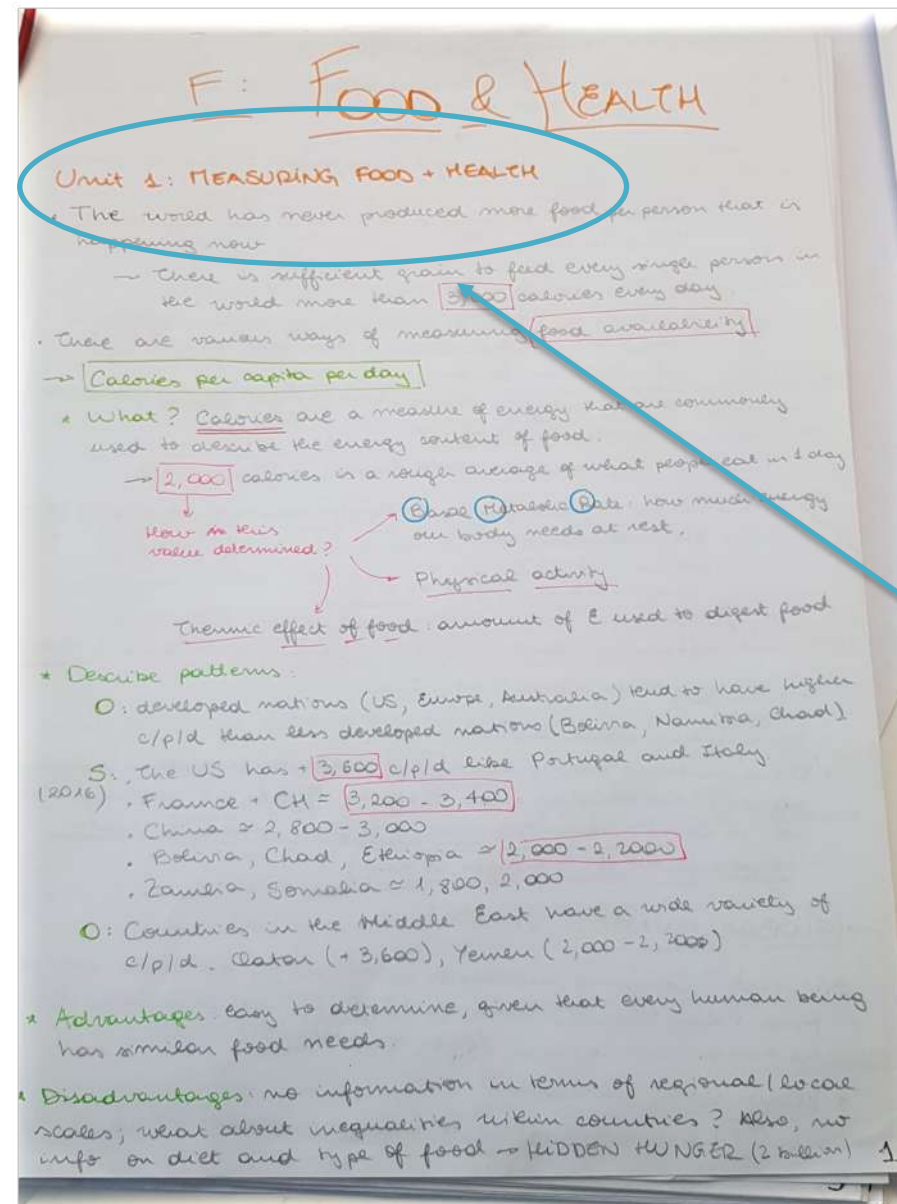 F: FOOD & HEALTH
Unit 1: MEASURING FOOD + HEALTH
• The world has never produced more food per person that is
happening now
→ there is sufficient grain to feed every single person in
the world more than calories every day.
• There are various ways of measuring food availability
→ Calories per capita per day
* What? Calories are a measure of energy that are commonly
used to describe the energy content of food.
→ 2,000 calories is a rough average of what people eat in 1 day
How is this
value determined?
Basal Metabolic Rate: how much energy
our body needs at rest.
Physical activity
Thermic effect of food: amount of E used to digest food
* Describe patterns:
O: developed nations (US, Europe, Australia) tend to have higher
c/p/d than less developed nations (Bolivia, Namibia, Chad).
S: The US has + 3,600 c/p/d like Portugal and Italy
(2016) • France + CH = 3,200 - 3,400
• China ≃ 2,800 - 3,000
• Bolivia, Chad, Ethiopia ≃ 2,000 - 2,2000
• Zambia, Somalia ≃ 1,800, 2,000
O: Countries in the Middle East have a wide variety of
c/p/d. Qatar (+ 3,600), Yemen (2,000 - 2,2000)
* Advantages: easy to determine, given that every human being
has similar food needs.
* Disadvantages: no information in terms of regional/local
scales; what about inequalities within countries? Also, no
info on diet and type of food → HIDDEN HUNGER (2 billion)
1